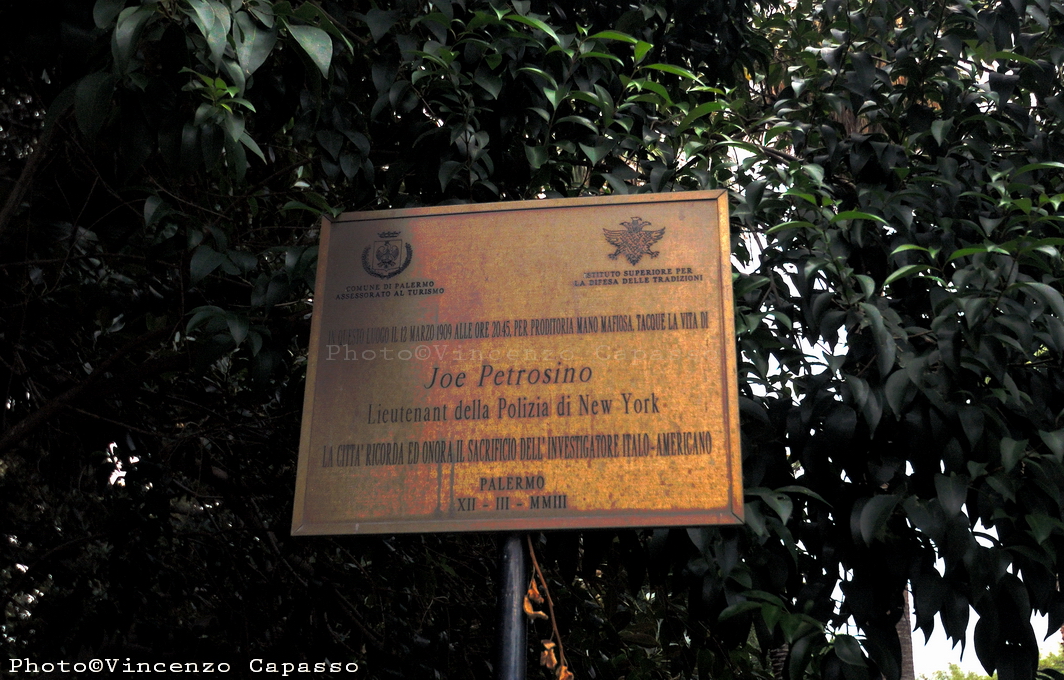 COMUNE DI PALERMO
ASSESSORATO AL TURISMO
ISTITUTO SUPERIORE PER
LA DIFESA DELLE TRADIZIONI
IN QUESTO LUOGO IL 12 MARZO 1909 ALLE ORE 20.45, PER PRODITORIA MANO MAFIOSA, TACQUE LA VITA DI
Photo©Vincenzo Capasso
Joe Petrosino
Lieutenant della Polizia di New York
LA CITTA' RICORDA ED ONORA IL SACRIFICIO DELL' INVESTIGATORE ITALO-AMERICANO
PALERMO
XII - III - MMIII
Photo©Vincenzo Capasso